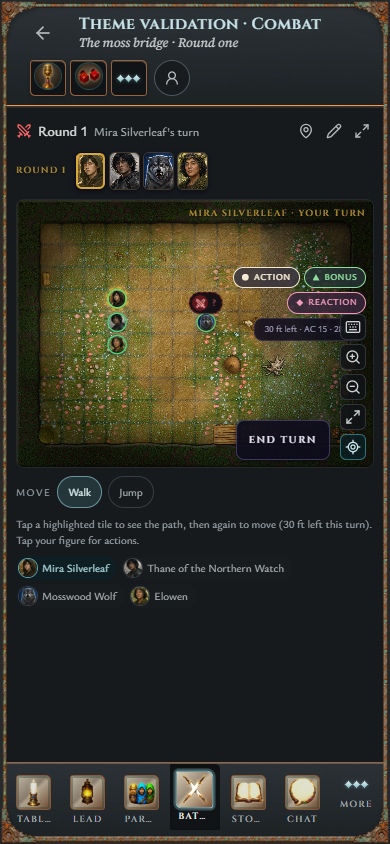 Theme validation · Combat
The moss bridge · Round one
Round 1 Mira Silverleaf's turn
ROUND 1
MIRA SILVERLEAF · YOUR TURN
ACTION
BONUS
REACTION
30 ft left · AC 15 ·
END TURN
MOVE Walk Jump
Tap a highlighted tile to see the path, then again to move (30 ft left this turn).
Tap your figure for actions.
Mira Silverleaf Thane of the Northern Watch
Mosswood Wolf Elowen
TABL… LEAD PAR… BAT… STO… CHAT MORE